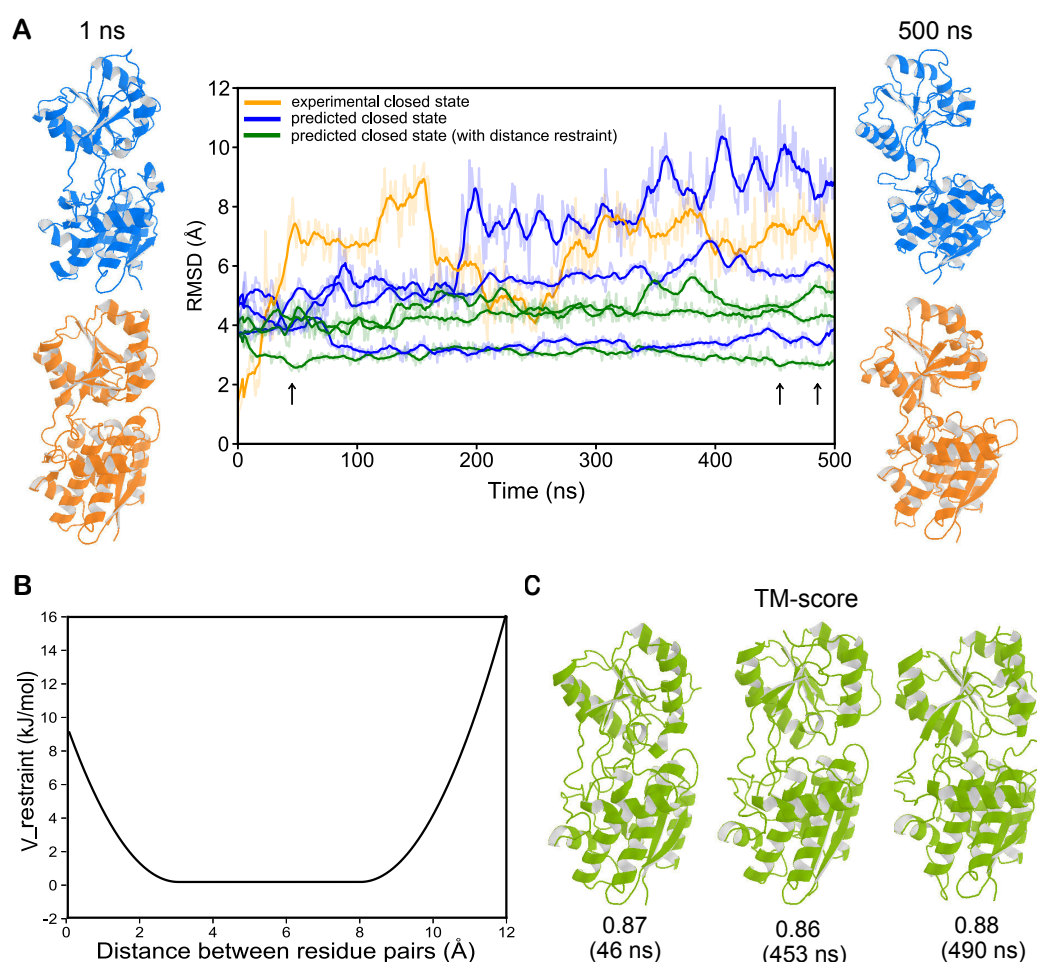 A
1 ns
500 ns
RMSD (Å)
12
10
8
6
4
2
0
experimental closed state
predicted closed state
predicted closed state (with distance restraint)
0
100
200
300
400
500
Time (ns)
B
V_restraint (kJ/mol)
16
14
12
10
8
6
4
2
0
-2
0
2
4
6
8
10
12
Distance between residue pairs (Å)
C
TM-score
0.87
(46 ns)
0.86
(453 ns)
0.88
(490 ns)